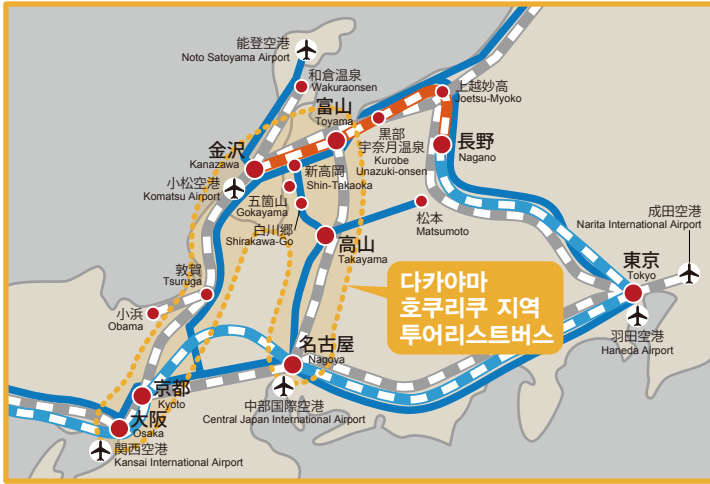 能登空港
Noto Satoyama Airport
和倉温泉
Wakuraonsen
富山
Toyama
上越妙高
Joetsu-Myoko
金沢
Kanazawa
黒部
宇奈月温泉
Kurobe
Unazuki-onsen
長野
Nagano
小松空港
Komatsu Airport
新高岡
Shin-Takaoka
五箇山
Gokayama
白川郷
Shirakawa-Go
松本
Matsumoto
成田空港
Narita International Airport
高山
Takayama
敦賀
Tsuruga
東京
Tokyo
다카야마
호쿠리쿠 지역
투어리스트버스
小浜
Obama
羽田空港
Haneda Airport
名古屋
Nagoya
京都
Kyoto
中部国際空港
Central Japan International Airport
大阪
Osaka
関西空港
Kansai International Airport